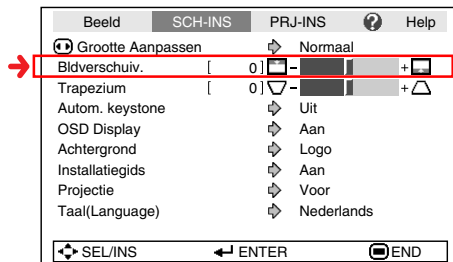 Beeld SCH-INS PRJ-INS ? Help
Grootte Aanpassen Normaal
Bldverschuiv. [ 0] - +
Trapezium [ 0] - +
Autom. keystone Uit
OSD Display Aan
Achtergrond Logo
Installatiegids Aan
Projectie Voor
Taal(Language) Nederlands
SEL/INS ENTER END